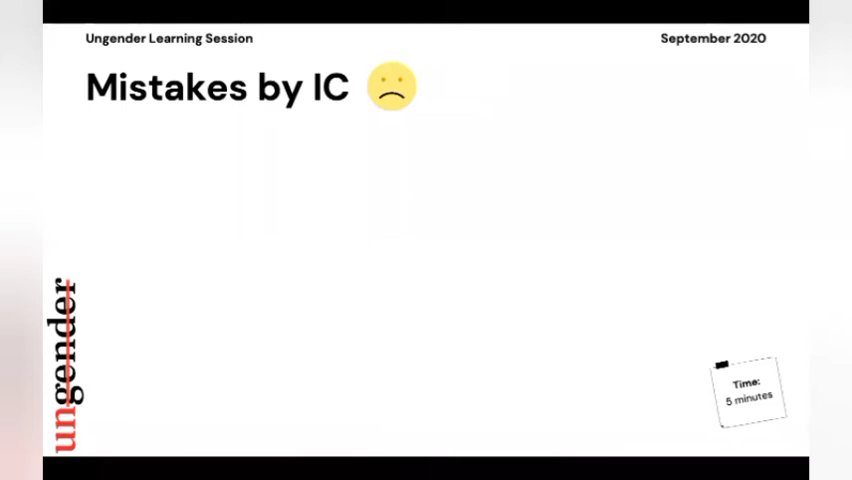 Ungender Learning Session
September 2020
Mistakes by IC
ungender
Time:
5 minutes